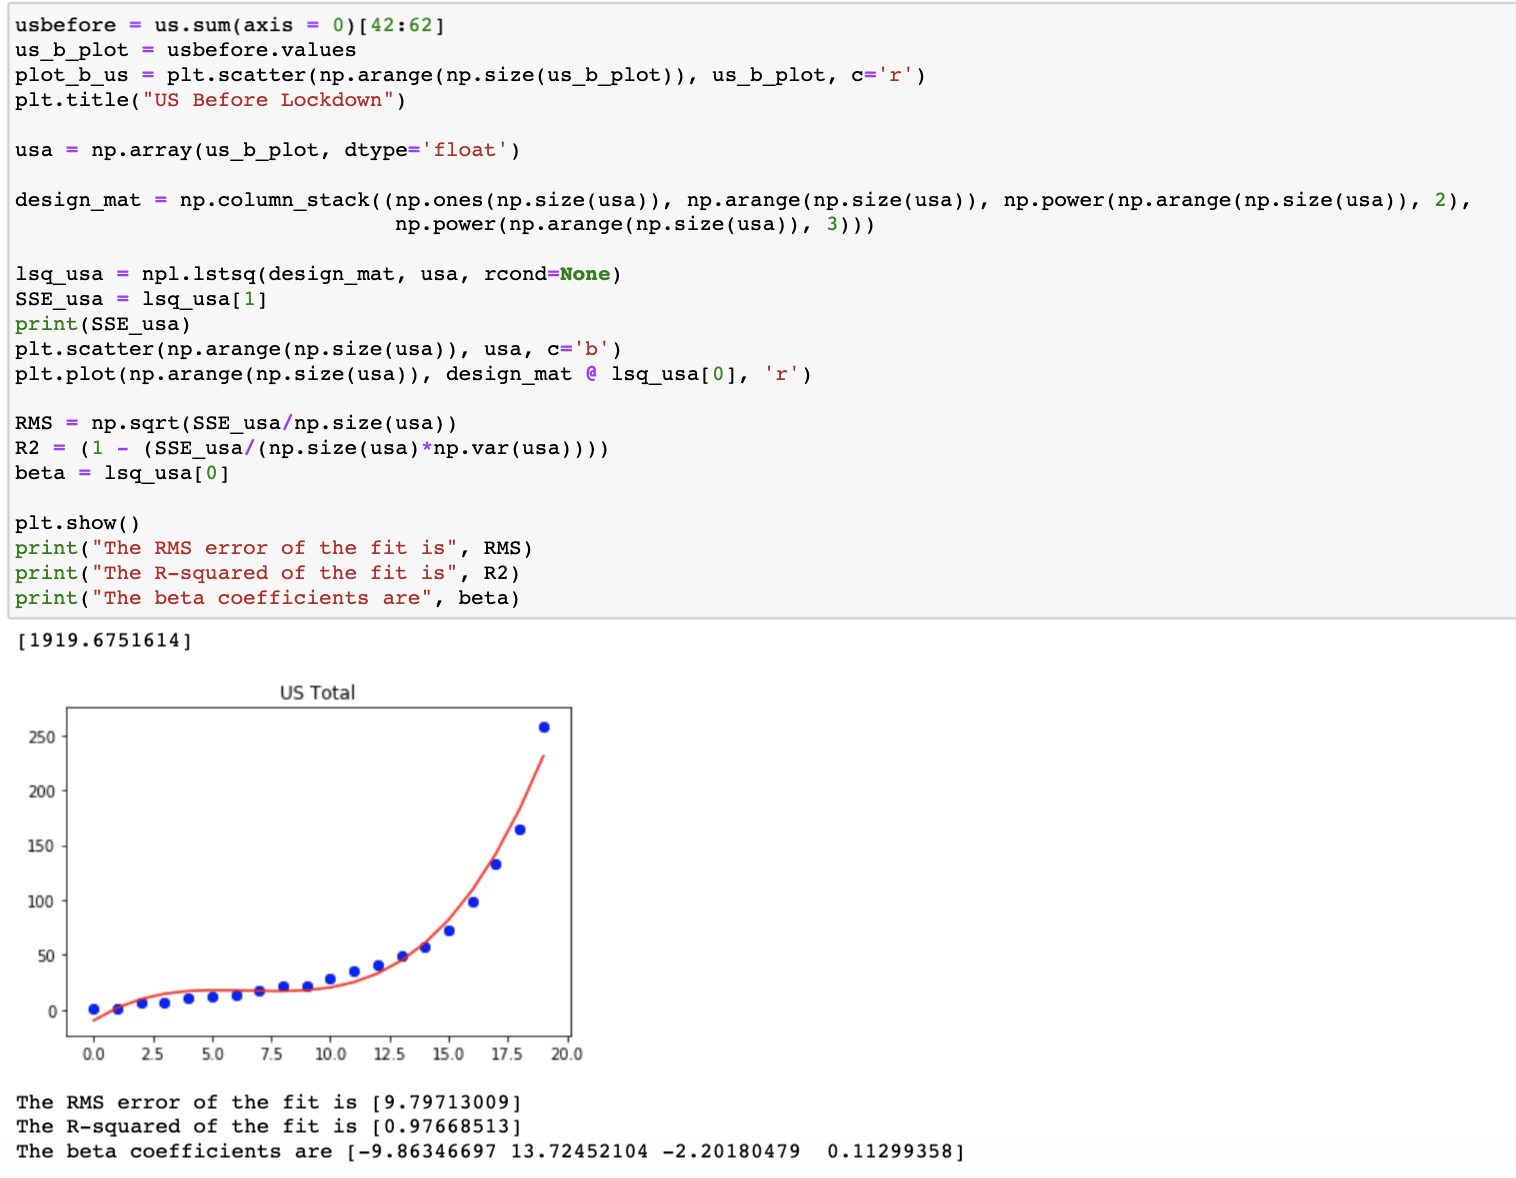 usbefore = us.sum(axis = 0)[42:62]
us_b_plot = usbefore.values
plot_b_us = plt.scatter(np.arange(np.size(us_b_plot)), us_b_plot, c='r')
plt.title("US Before Lockdown")
usa = np.array(us_b_plot, dtype='float')
design_mat = np.column_stack((np.ones(np.size(usa)), np.arange(np.size(usa)), np.power(np.arange(np.size(usa)), 2),
np.power(np.arange(np.size(usa)), 3)))
lsq_usa = npl.lstsq(design_mat, usa, rcond=None)
SSE_usa = lsq_usa[1]
print(SSE_usa)
plt.scatter(np.arange(np.size(usa)), usa, c='b')
plt.plot(np.arange(np.size(usa)), design_mat @ lsq_usa[0], 'r')
RMS = np.sqrt(SSE_usa/np.size(usa))
R2 = (1 - (SSE_usa/(np.size(usa)*np.var(usa))))
beta = lsq_usa[0]
plt.show()
print("The RMS error of the fit is", RMS)
print("The R-squared of the fit is", R2)
print("The beta coefficients are", beta)
[1919.6751614]
US Total
250
200
150
100
50
0
0.0 2.5 5.0 7.5 10.0 12.5 15.0 17.5 20.0
The RMS error of the fit is [9.79713009]
The R-squared of the fit is [0.97668513]
The beta coefficients are [-9.86346697 13.72452104 -2.20180479  0.11299358]